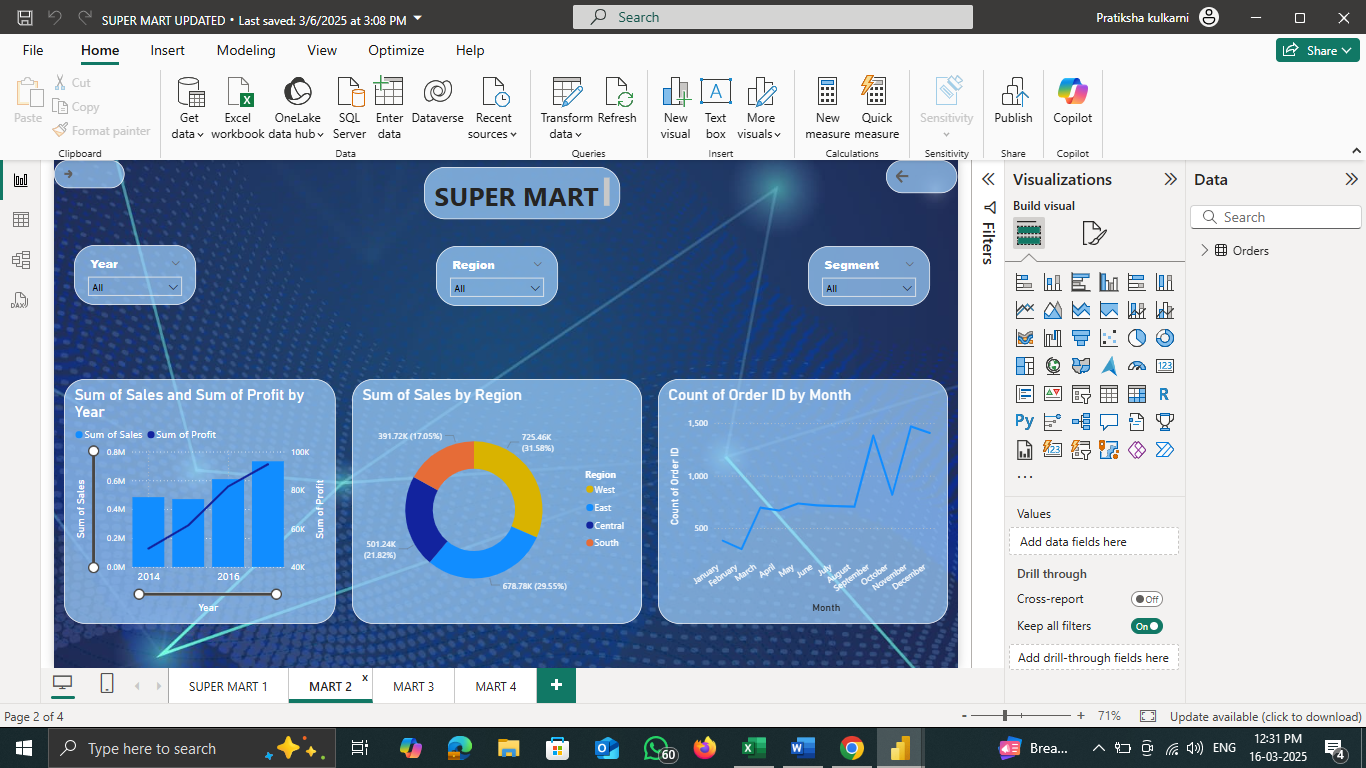 SUPER MART UPDATED • Last saved: 3/6/2025 at 3:08 PM
Search
Pratiksha kulkarni
File Home Insert Modeling View Optimize Help
Share
Paste
Cut
Copy
Format painter
Clipboard
Get data
Excel workbook
OneLake data hub
SQL Server
Enter data
Dataverse
Recent sources
Data
Transform data
Refresh
Queries
New visual
Text box
More visuals
Insert
New measure
Quick measure
Calculations
Sensitivity
Sensitivity
Publish
Share
Copilot
Copilot
SUPER MART
Year
All
Region
All
Segment
All
Sum of Sales and Sum of Profit by
Year
Sum of Sales Sum of Profit
0.8M
0.6M
0.4M
0.2M
0.0M
Sum of Sales
100K
80K
60K
40K
Sum of Profit
2014 2016
Year
Sum of Sales by Region
391.72K (17.05%)
725.46K
(31.58%)
501.24K
(21.82%)
678.78K (29.55%)
Region
West
East
Central
South
Count of Order ID by Month
1,500
1,000
500
Count of Order ID
January
February
March
April
May
June
July
August
September
October
November
December
Month
Filters
Visualizations
Build visual
R
Py
123
Values
Add data fields here
Drill through
Cross-report
Off
Keep all filters
On
Add drill-through fields here
Data
Search
Orders
DAX
SUPER MART 1
MART 2 x
MART 3
MART 4
+
Page 2 of 4
- + 71%
Update available (click to download)
Type here to search
60
Brea...
ENG
12:31 PM
16-03-2025
4